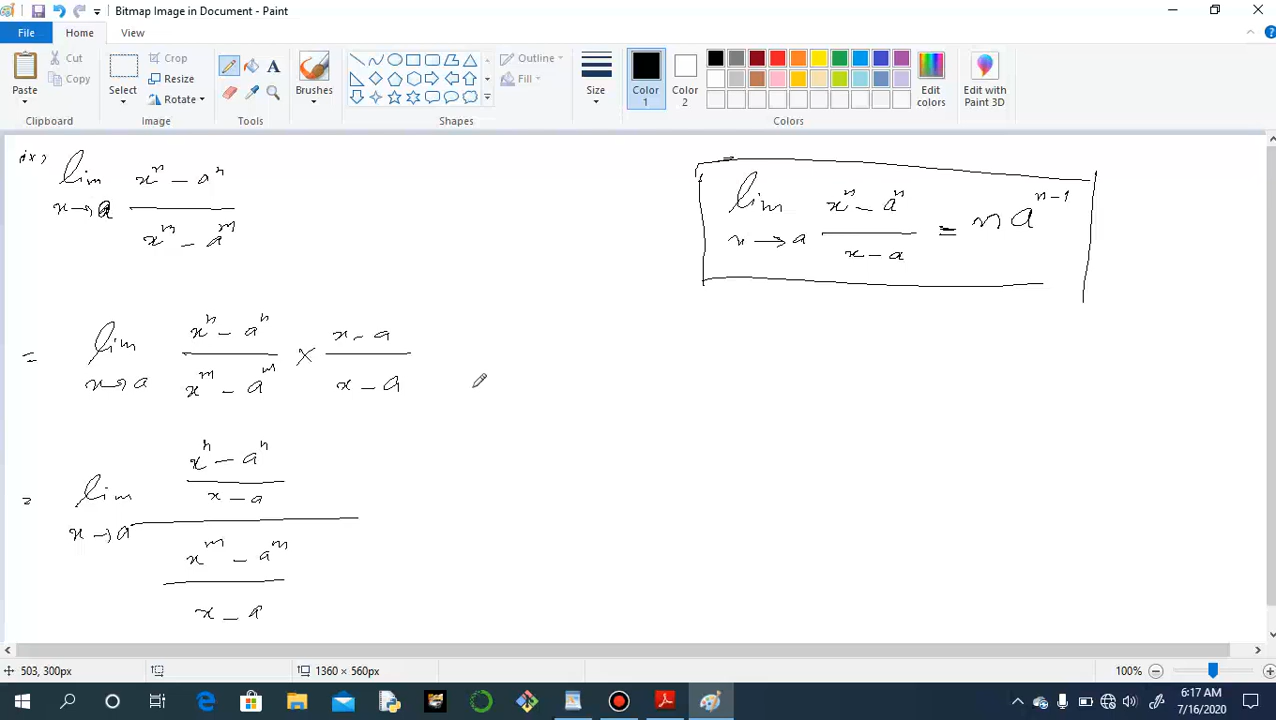 Bitmap Image in Document - Paint
File Home View
Paste Cut Copy Clipboard
Select Crop Resize Rotate Image
Tools
Brushes
Outline Fill Shapes
Size
Color 1 Color 2 Edit colors Colors
Edit with Paint 3D
ix) lim x→a (x^n - a^n)/(x^m - a^m)
lim x→a (x^n - a^n)/(x - a) = n a^(n-1)
= lim x→a (x^n - a^n)/(x^m - a^m) × (x - a)/(x - a)
= lim x→a ((x^n - a^n)/(x - a))/((x^m - a^m)/(x - a))
503, 300px 1360 × 560px 100%
6:17 AM
7/16/2020